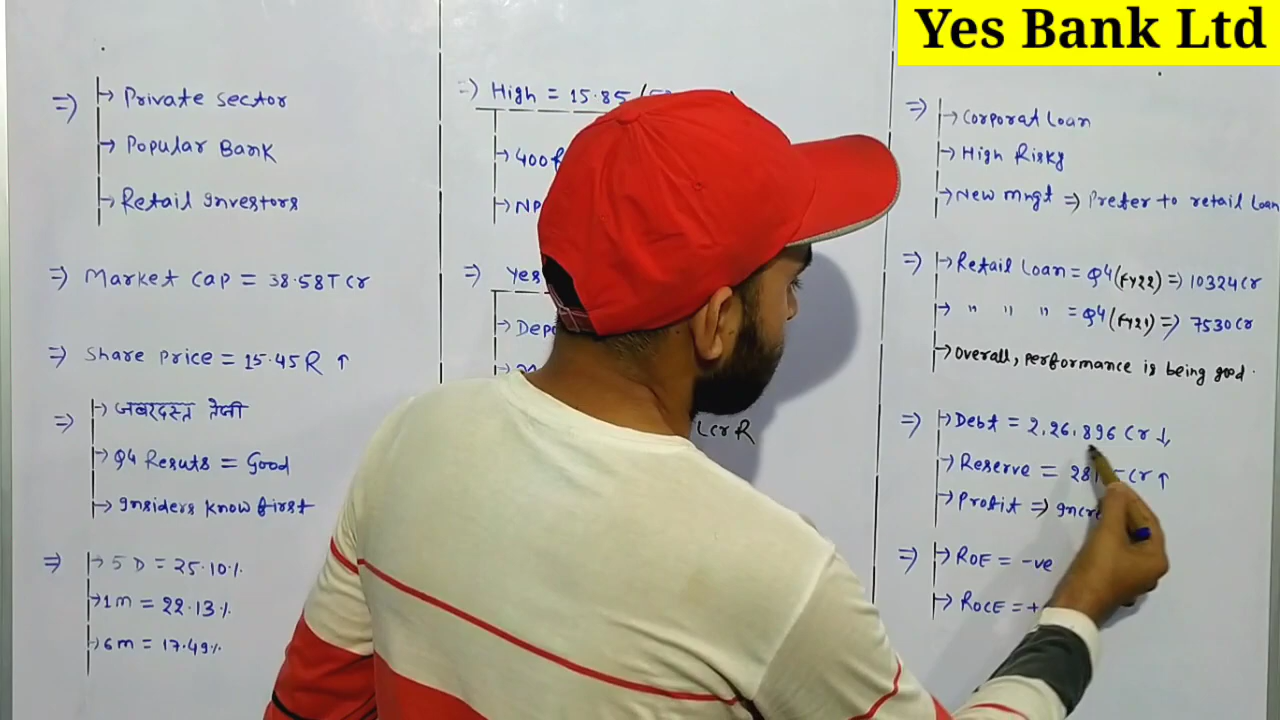 Yes Bank Ltd
=> → Private sector
→ Popular Bank
→ Retail investors
=> Market Cap = 38.58T Cr
=> Share Price = 15.45 R ↑
=> → जबरदस्त तेजी
→ Q4 Resuts = Good
→ Insiders know first
=> → 5 D = 25.10%
→ 1m = 22.13%
→ 6m = 17.49%
=> High = 15.85
→ 400
→ NP
=> Yes
→ Depo
LCr R
=> → Corporat Loan
→ High Risky
→ New mngt => Prefer to retail loan
=> → Retail Loan = Q4 (FY22) => 10324 Cr
→ " " " = Q4 (FY21) => 7530 Cr
→ Overall, performance is being good.
=> → Debt = 2,26,896 Cr ↓
→ Reserve = 28 Cr ↑
→ Profit => Incre
=> → ROE = -ve
→ ROCE = +